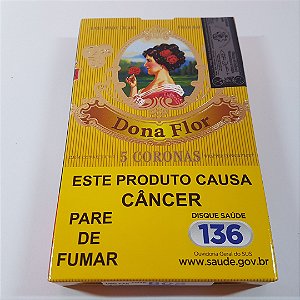 Dona Flor
5 CORONAS
ESTE PRODUTO CAUSA
CÂNCER
PARE
DE
FUMAR
DISQUE SAÚDE
136
Ouvidoria Geral do SUS
www.saude.gov.br